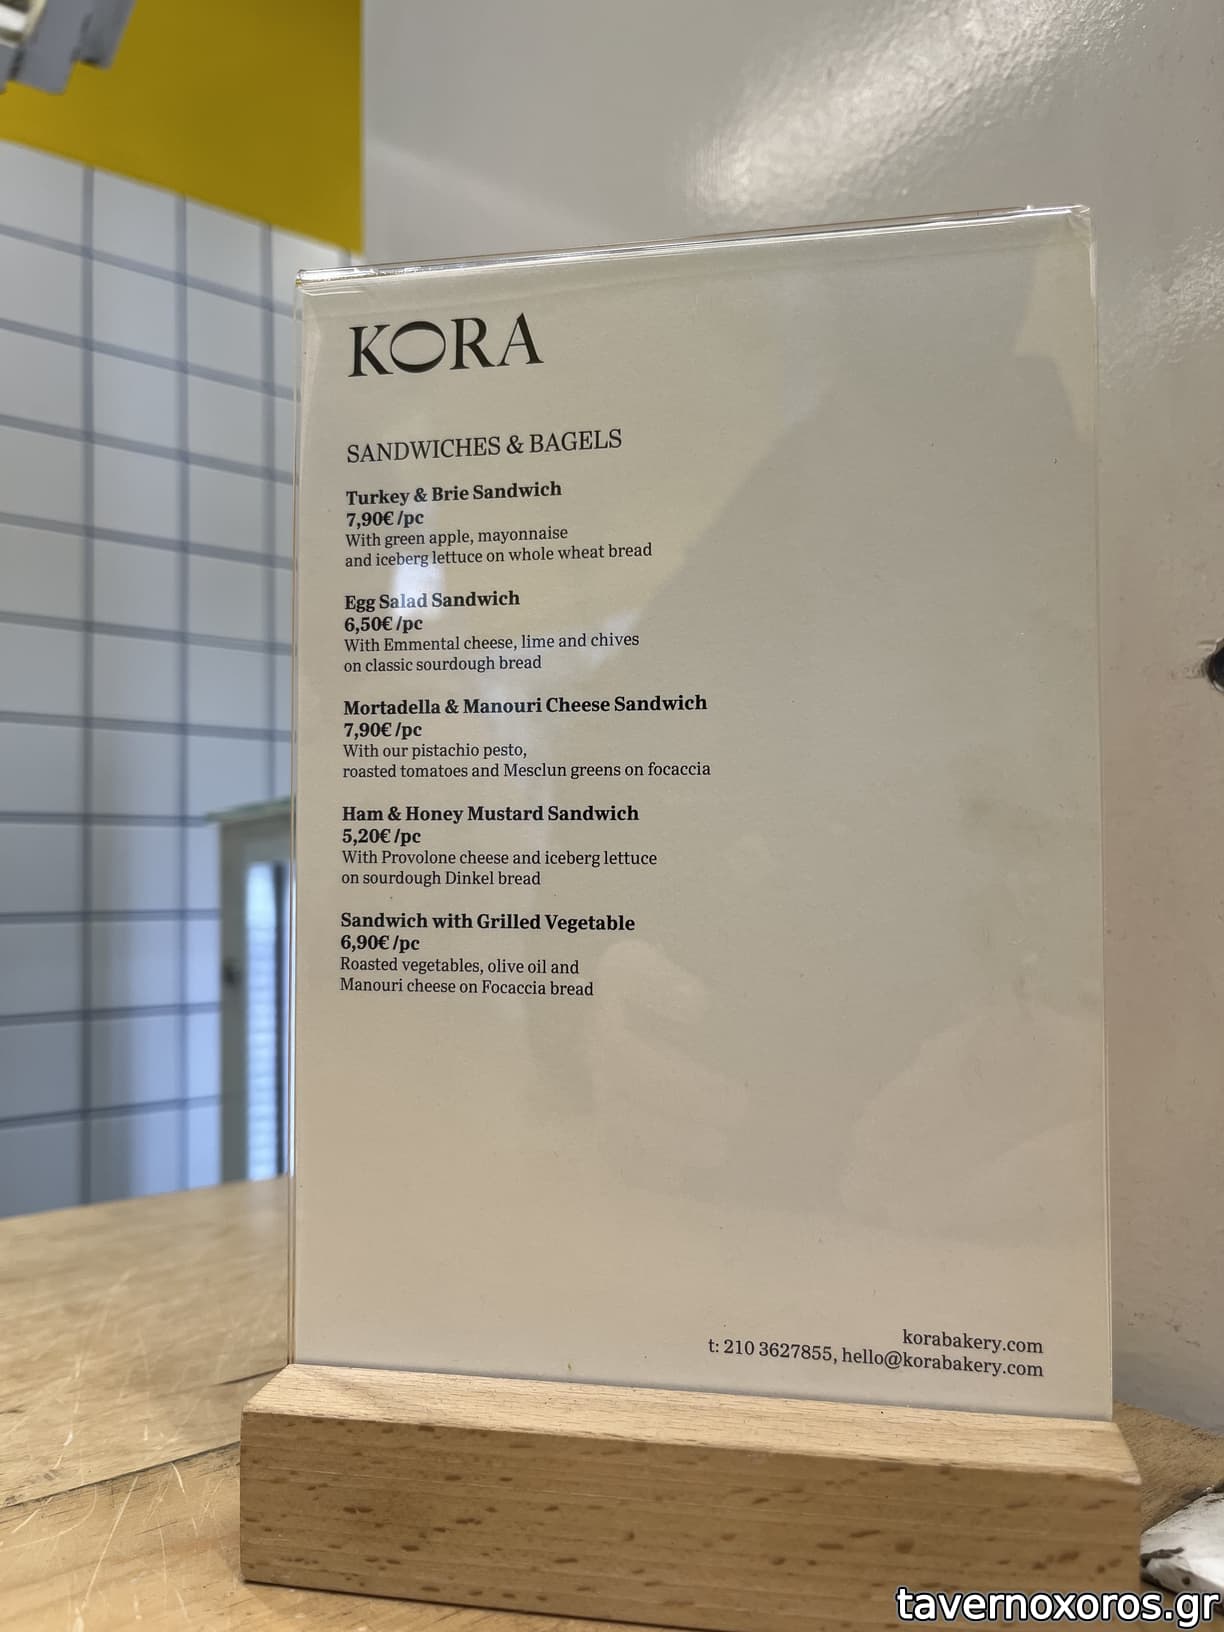 KORA
SANDWICHES & BAGELS
Turkey & Brie Sandwich
7,90€ /pc
With green apple, mayonnaise
and iceberg lettuce on whole wheat bread
Egg Salad Sandwich
6,50€ /pc
With Emmental cheese, lime and chives
on classic sourdough bread
Mortadella & Manouri Cheese Sandwich
7,90€ /pc
With our pistachio pesto,
roasted tomatoes and Mesclun greens on focaccia
Ham & Honey Mustard Sandwich
5,20€ /pc
With Provolone cheese and iceberg lettuce
on sourdough Dinkel bread
Sandwich with Grilled Vegetable
6,90€ /pc
Roasted vegetables, olive oil and
Manouri cheese on Focaccia bread
korabakery.com
t: 210 3627855, hello@korabakery.com
tavernoxoros.gr